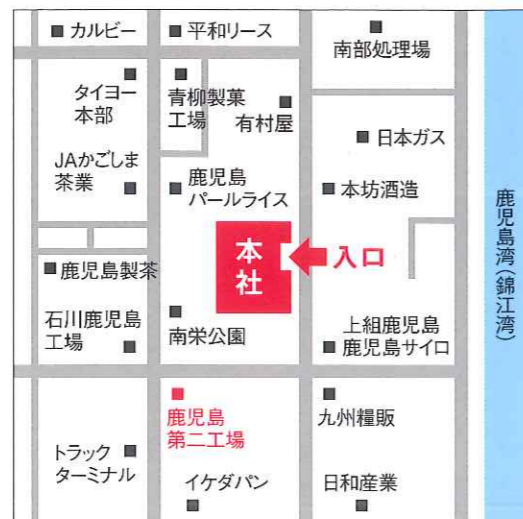 カルビー
平和リース
南部処理場
タイヨー
本部
青柳製菓
工場
有村屋
日本ガス
JAかごしま
茶業
鹿児島
パールライス
本坊酒造
鹿児島湾(錦江湾)
本社
入口
鹿児島製茶
石川鹿児島
工場
南栄公園
上組鹿児島
鹿児島サイロ
鹿児島
第二工場
九州糧販
トラック
ターミナル
イケダパン
日和産業